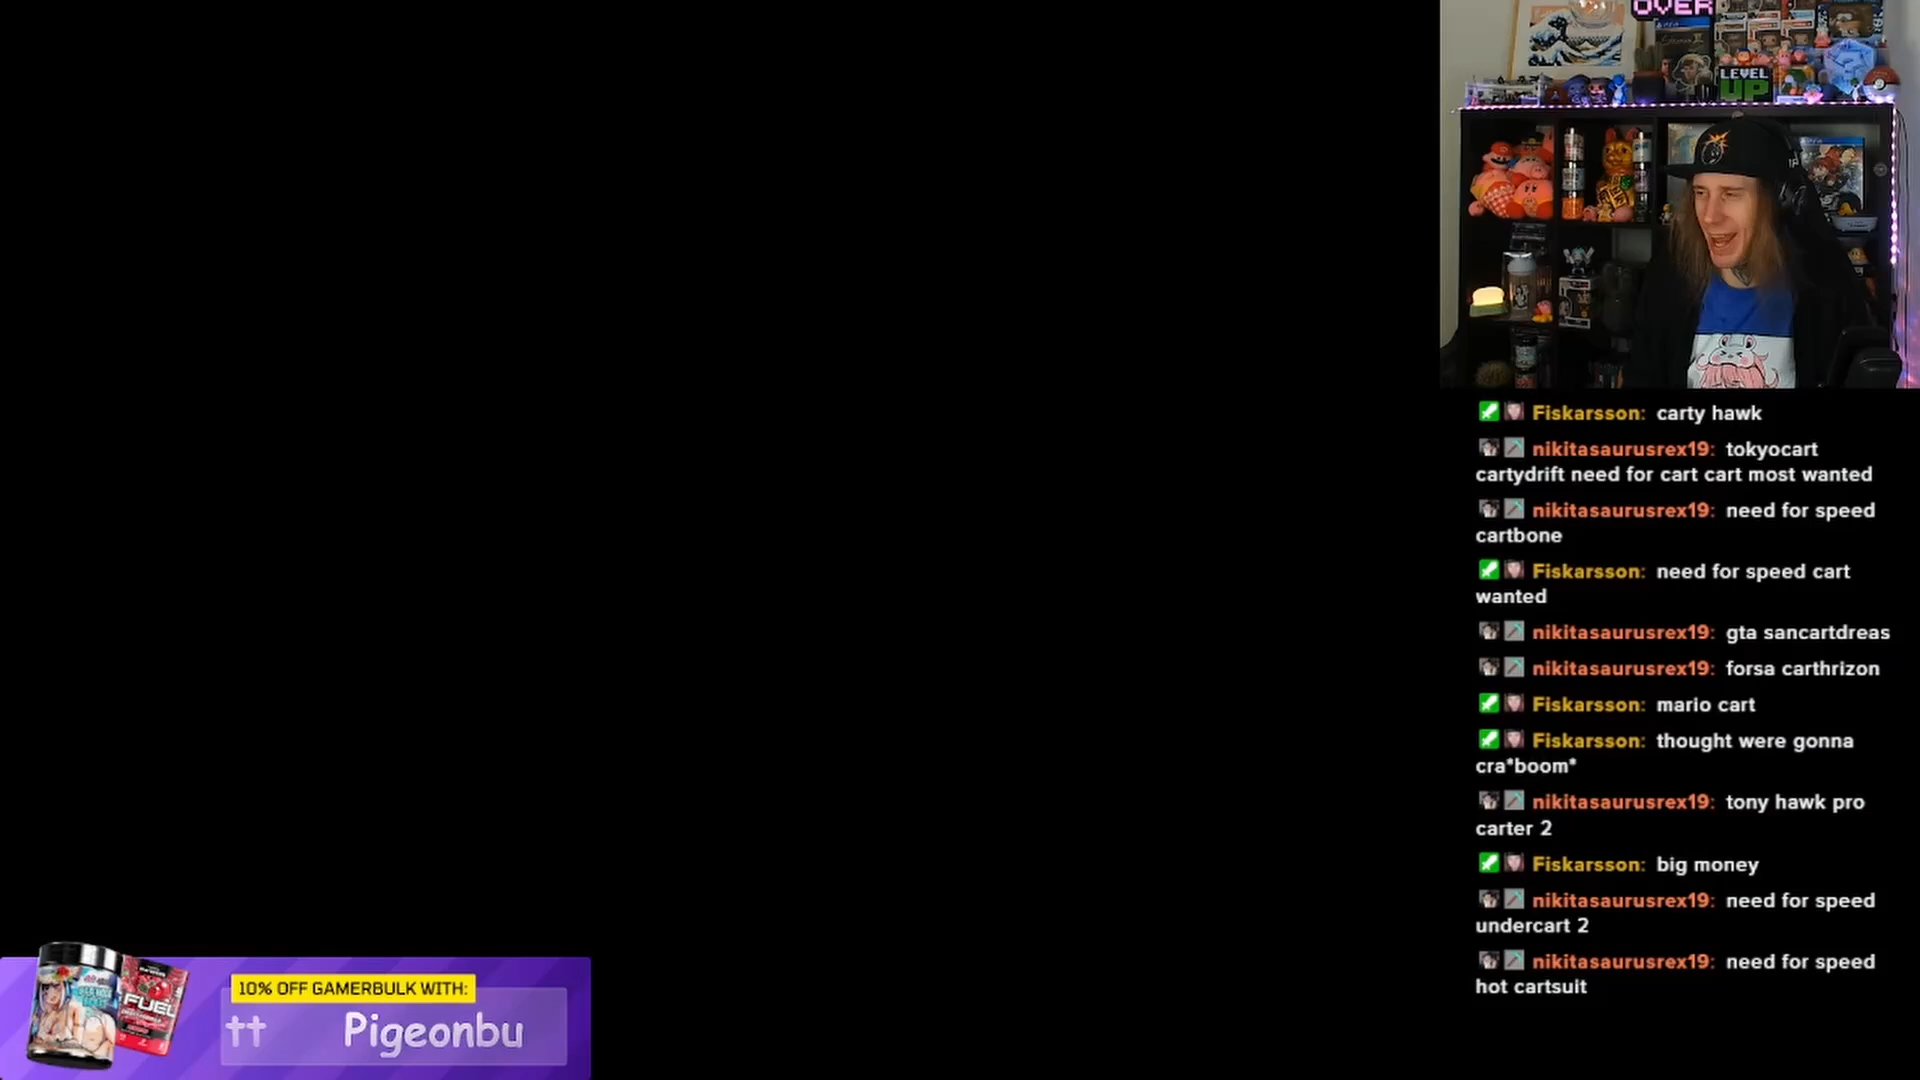 OVER
LEVEL
UP
Fiskarsson: carty hawk
nikitasaurusrex19: tokyocart
cartydrift need for cart cart most wanted
nikitasaurusrex19: need for speed
cartbone
Fiskarsson: need for speed cart
wanted
nikitasaurusrex19: gta sancartdreas
nikitasaurusrex19: forsa carthrizon
Fiskarsson: mario cart
Fiskarsson: thought were gonna
cra*boom*
nikitasaurusrex19: tony hawk pro
carter 2
Fiskarsson: big money
nikitasaurusrex19: need for speed
undercart 2
nikitasaurusrex19: need for speed
hot cartsuit
10% OFF GAMERBULK WITH:
tt Pigeonbu
FUEL